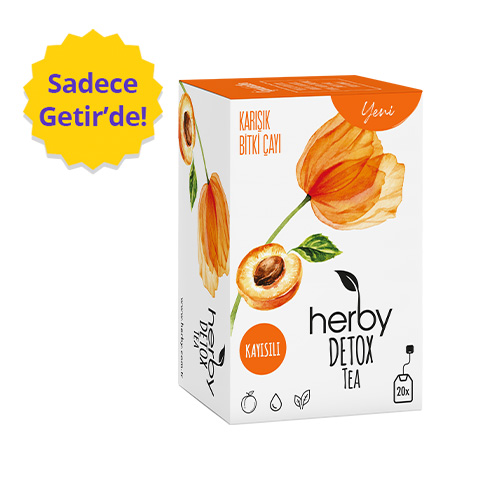 Sadece
Getir'de!
Yeni
KARIŞIK
BİTKİ ÇAYI
herby
DETOX
TEA
KAYISILI
20x
herby
DETOX
TEA
www.herby.com.tr